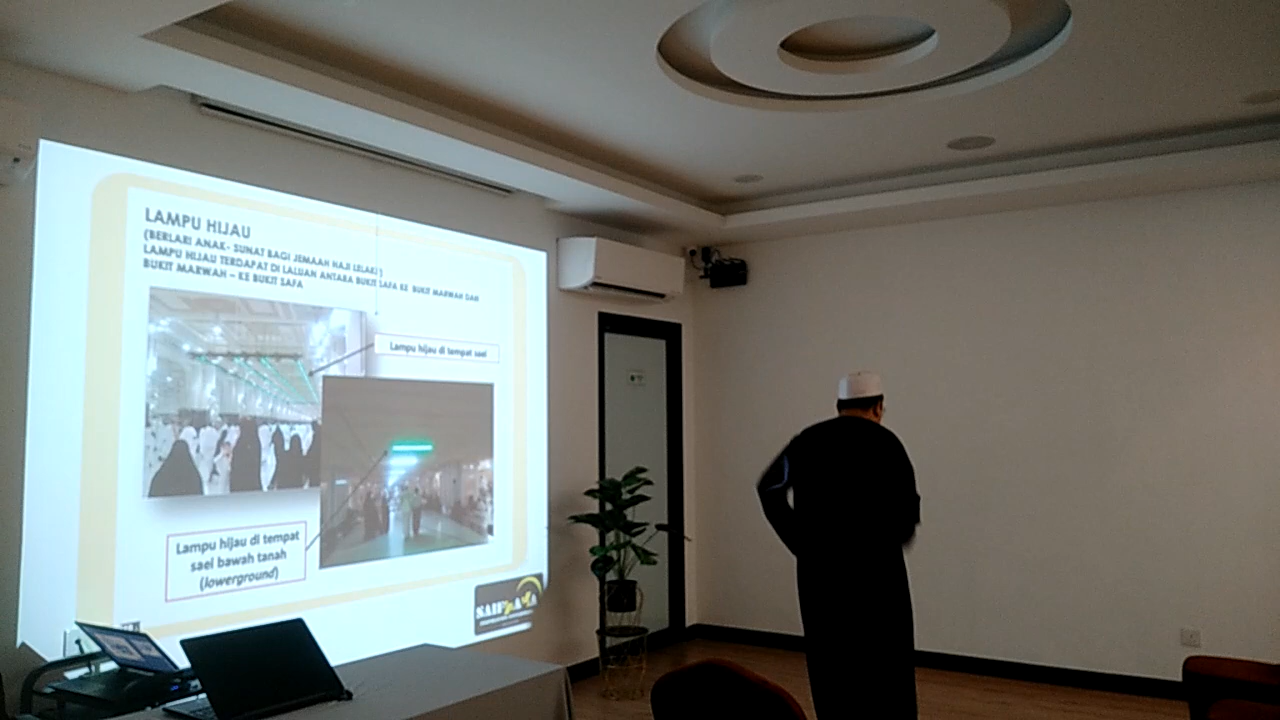 LAMPU HIJAU
(BERLARI ANAK- SUNAT BAGI JEMAAH HAJI LELAKI)
LAMPU HIJAU TERDAPAT DI LALUAN ANTARA BUKIT SAFA KE BUKIT MARWAH DAN
BUKIT MARWAH – KE BUKIT SAFA
Lampu hijau di tempat saei
Lampu hijau di tempat
saei bawah tanah
(lowerground)